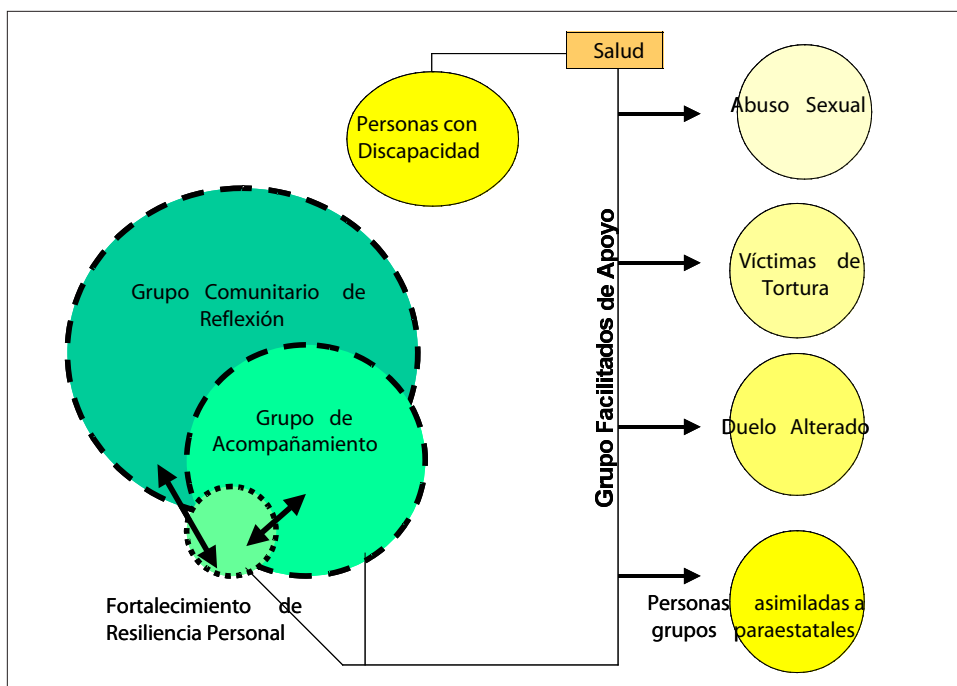 Salud
Personas con
Discapacidad
Abuso Sexual
Grupo Facilitados de Apoyo
Víctimas de
Tortura
Grupo Comunitario de
Reflexión
Grupo de
Acompañamiento
Duelo Alterado
Fortalecimiento de
Resiliencia Personal
Personas asimiladas a
grupos paraestatales